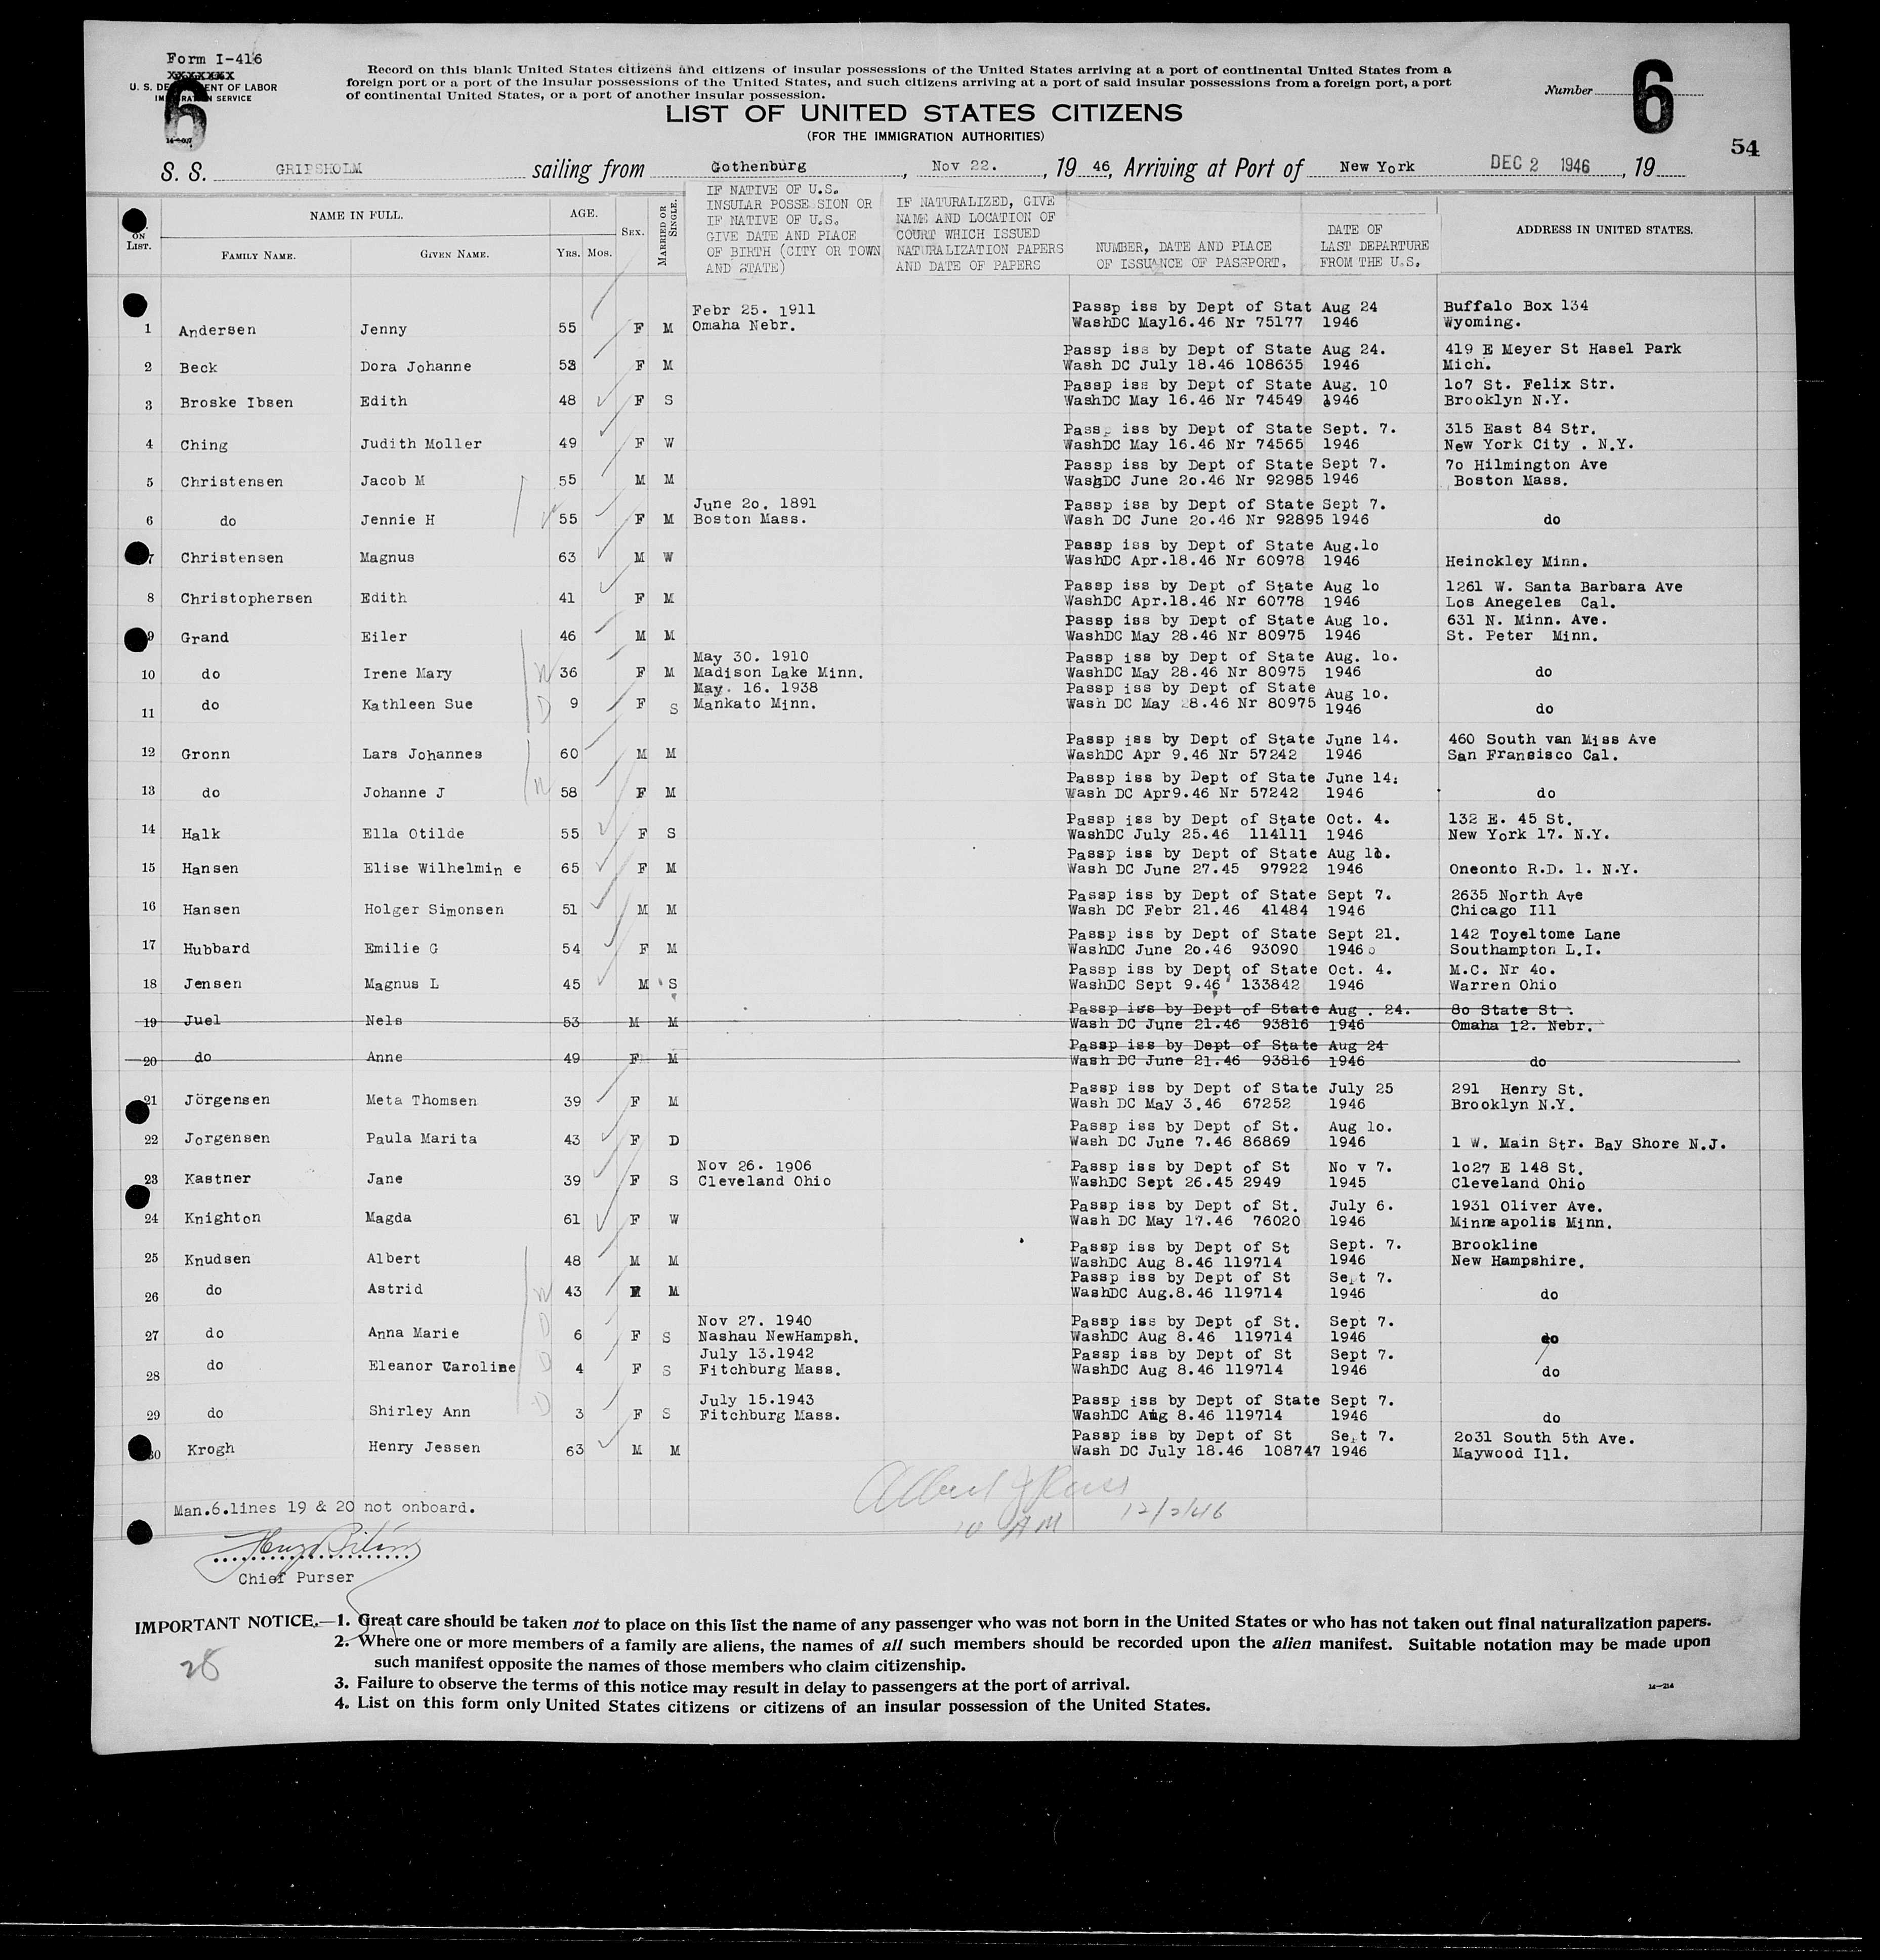 Form I-416
XXXXXXX
U. S. DEPARTMENT OF LABOR
IMMIGRATION SERVICE
6
Record on this blank United States citizens and citizens of insular possessions of the United States arriving at a port of continental United States from a
foreign port or a port of the insular possessions of the United States, and such citizens arriving at a port of said insular possessions from a foreign port, a port
of continental United States, or a port of another insular possession.
Number 6
LIST OF UNITED STATES CITIZENS
(FOR THE IMMIGRATION AUTHORITIES)
54
S. S. GRIPSHOLM sailing from Gothenburg, Nov 22., 19 46, Arriving at Port of New York DEC 2 1946, 19
ON LIST. NAME IN FULL. FAMILY NAME. GIVEN NAME. AGE. YRS. MOS. SEX. MARRIED OR SINGLE.
IF NATIVE OF U.S. INSULAR POSSE SION OR IF NATIVE OF U.S. GIVE DATE AND PLACE OF BIRTH (CITY OR TOWN AND STATE)
IF NATURALIZED, GIVE NAME AND LOCATION OF COURT WHICH ISSUED NATURALIZATION PAPERS AND DATE OF PAPERS
NUMBER, DATE AND PLACE OF ISSUANCE OF PASSPORT.
DATE OF LAST DEPARTURE FROM THE U.S.
ADDRESS IN UNITED STATES.
Febr 25. 1911 Passp iss by Dept of Stat Aug 24 Buffalo Box 134
1 Andersen Jenny 55 F M Omaha Nebr. WashDC May16.46 Nr 75177 1946 Wyoming.
Passp iss by Dept of State Aug 24. 419 E Meyer St Hasel Park
2 Beck Dora Johanne 53 F M Wash DC July 18.46 108635 1946 Mich.
Passp iss by Dept of State Aug. 10 107 St. Felix Str.
3 Broske Ibsen Edith 48 F S WashDC May 16.46 Nr 74549 1946 Brooklyn N.Y.
Passp iss by Dept of State Sept. 7. 315 East 84 Str.
4 Ching Judith Moller 49 F W WashDC May 16.46 Nr 74565 1946 New York City . N.Y.
Passp iss by Dept of State Sept 7. 70 Hilmington Ave
5 Christensen Jacob M 55 M M WashDC June 20.46 Nr 92985 1946 Boston Mass.
June 20. 1891 Passp iss by Dept of State Sept 7.
6 do Jennie H 55 F M Boston Mass. Wash DC June 20.46 Nr 92895 1946 do
Passp iss by Dept of State Aug.10
7 Christensen Magnus 63 M W WashDC Apr.18.46 Nr 60978 1946 Heinckley Minn.
Passp iss by Dept of State Aug 10 1261 W. Santa Barbara Ave
8 Christophersen Edith 41 F M WashDC Apr.18.46 Nr 60778 1946 Los Anegeles Cal.
Passp iss by Dept of State Aug 10. 631 N. Minn. Ave.
9 Grand Eiler 46 M M WashDC May 28.46 Nr 80975 1946 St. Peter Minn.
May 30. 1910 Passp iss by Dept of State Aug. 10.
10 do Irene Mary 36 F M Madison Lake Minn. WashDC May 28.46 Nr 80975 1946 do
May. 16. 1938 Passp iss by Dept of State Aug 10.
11 do Kathleen Sue 9 F S Mankato Minn. Wash DC May 28.46 Nr 80975 1946 do
Passp iss by Dept of State June 14. 460 South van Miss Ave
12 Gronn Lars Johannes 60 M M WashDC Apr 9.46 Nr 57242 1946 San Fransisco Cal.
Passp iss by Dept of State June 14.
13 do Johanne J 58 F M Wash DC Apr9.46 Nr 57242 1946 do
Passp iss by Dept of State Oct. 4. 132 E. 45 St.
14 Halk Ella Otilde 55 F S WashDC July 25.46 114111 1946 New York 17. N.Y.
Passp iss by Dept of State Aug 11.
15 Hansen Elise Wilhelmin e 65 F M Wash DC June 27.45 97922 1946 Oneonto R.D. 1. N.Y.
Passp iss by Dept of State Sept 7. 2635 North Ave
16 Hansen Holger Simonsen 51 M M Wash DC Febr 21.46 41484 1946 Chicago Ill
Passp iss by Dept of State Sept 21. 142 Toyeltome Lane
17 Hubbard Emilie G 54 F M WashDC June 20.46 93090 1946 Southampton L.I.
Passp iss by Dept of State Oct. 4. M.C. Nr 40.
18 Jensen Magnus L 45 M S WashDC Sept 9.46 133842 1946 Warren Ohio
Passp iss by Dept of State Aug . 24. 80 State St .
19 Juel Nels 53 M M Wash DC June 21.46 93816 1946 Omaha 12. Nebr.
Passp iss by Dept of State Aug 24
20 do Anne 49 F M Wash DC June 21.46 93816 1946 do
Passp iss by Dept of State July 25 291 Henry St.
21 Jörgensen Meta Thomsen 39 F M Wash DC May 3.46 67252 1946 Brooklyn N.Y.
Passp iss by Dept of St. Aug 10.
22 Jorgensen Paula Marita 43 F D Wash DC June 7.46 86869 1946 1 W. Main Str. Bay Shore N.J.
Nov 26. 1906 Passp iss by Dept of St No v 7. 1027 E 148 St.
23 Kastner Jane 39 F S Cleveland Ohio WashDC Sept 26.45 2949 1945 Cleveland Ohio
Passp iss by Dept of St. July 6. 1931 Oliver Ave.
24 Knighton Magda 61 F W Wash DC May 17.46 76020 1946 Minneapolis Minn.
Passp iss by Dept of St Sept. 7. Brookline
25 Knudsen Albert 48 M M WashDC Aug 8.46 119714 1946 New Hampshire.
Passp iss by Dept of St Sept 7.
26 do Astrid 43 F M WashDC Aug.8.46 119714 1946 do
Nov 27. 1940 Passp iss by Dept of St. Sept 7.
27 do Anna Marie 6 F S Nashau NewHampsh. WashDC Aug 8.46 119714 1946 do
July 13.1942 Passp iss by Dept of St Sept 7.
28 do Eleanor Caroline 4 F S Fitchburg Mass. WashDC Aug 8.46 119714 1946 do
July 15.1943 Passp iss by Dept of State Sept 7.
29 do Shirley Ann 3 F S Fitchburg Mass. WashDC Aug 8.46 119714 1946 do
Passp iss by Dept of St Sept 7. 2031 South 5th Ave.
30 Krogh Henry Jessen 63 M M Wash DC July 18.46 108747 1946 Maywood Ill.
Man.6.lines 19 & 20 not onboard.
10 AM 12/2/46
Chief Purser
IMPORTANT NOTICE.—1. Great care should be taken not to place on this list the name of any passenger who was not born in the United States or who has not taken out final naturalization papers.
2. Where one or more members of a family are aliens, the names of all such members should be recorded upon the alien manifest. Suitable notation may be made upon
such manifest opposite the names of those members who claim citizenship.
3. Failure to observe the terms of this notice may result in delay to passengers at the port of arrival.
4. List on this form only United States citizens or citizens of an insular possession of the United States.
28
14—214